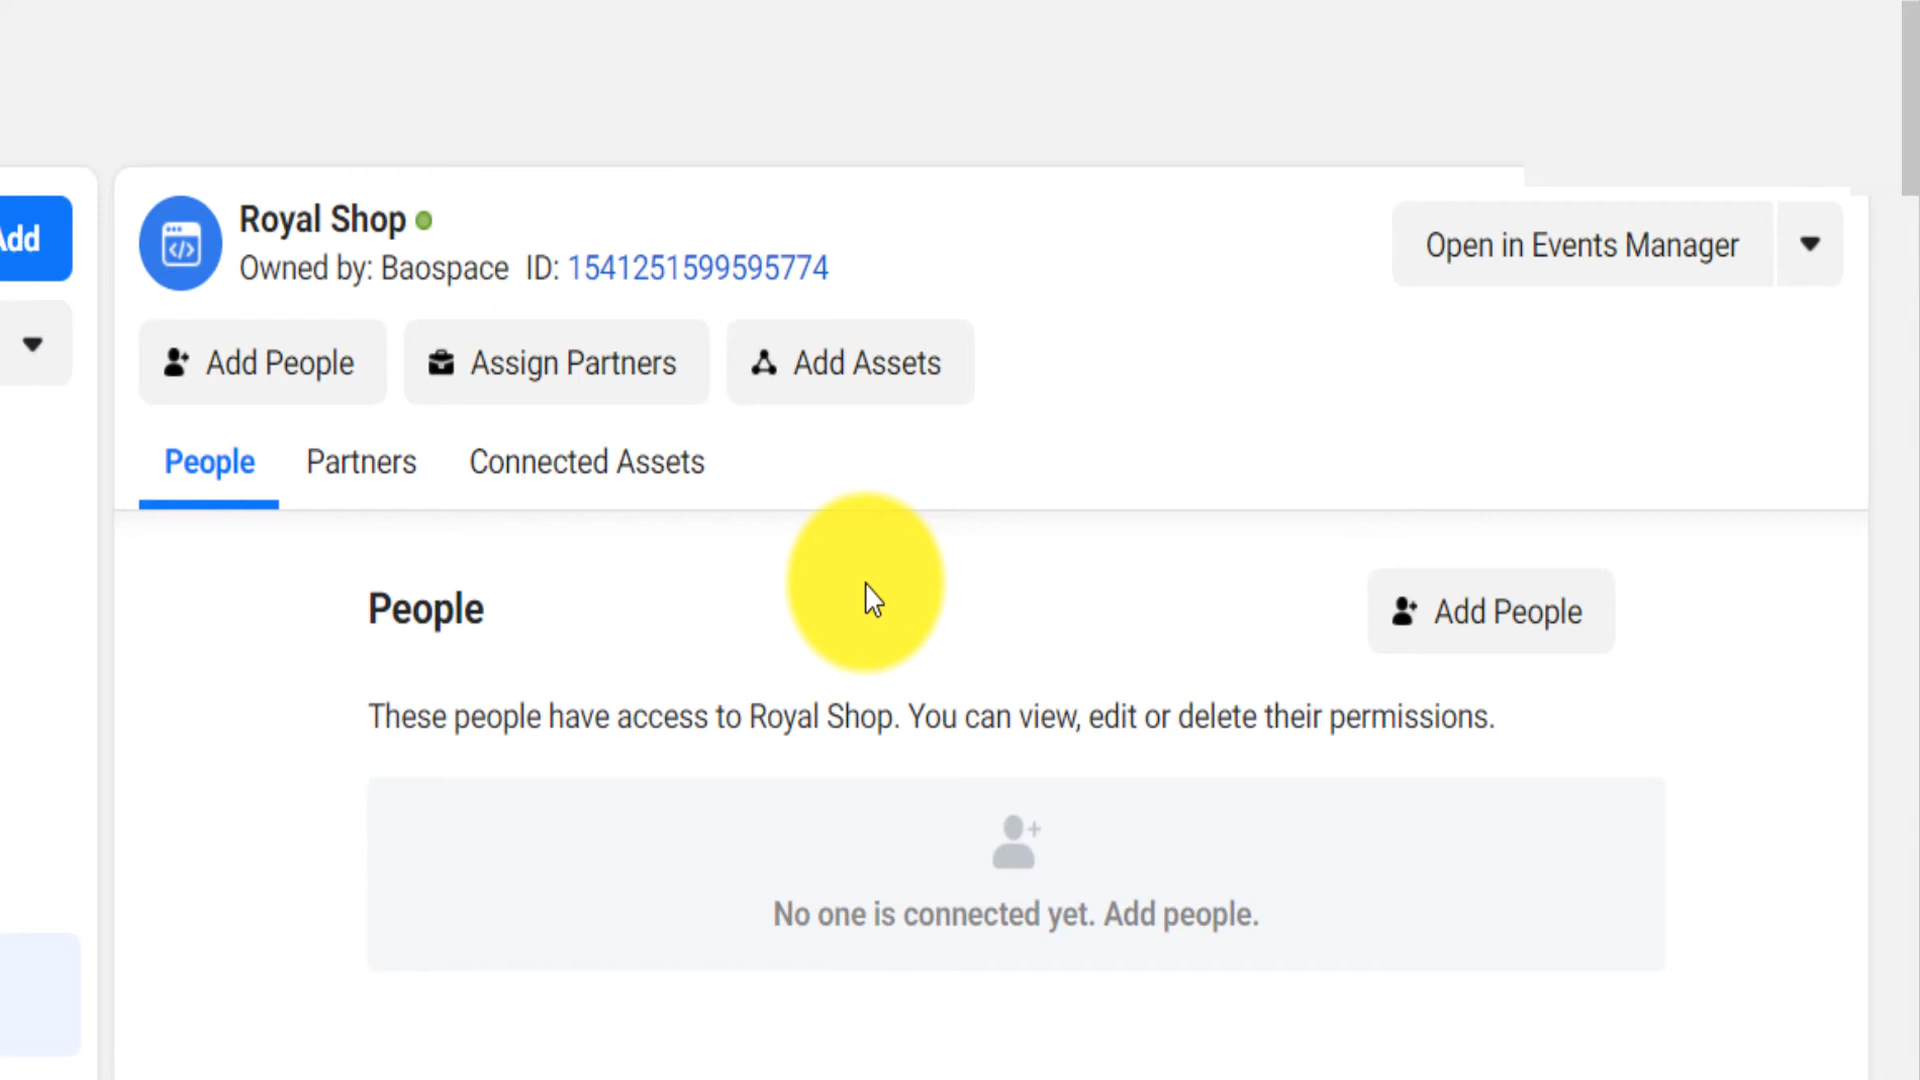 Add
Royal Shop
Owned by: Baospace ID: 1541251599595774
Open in Events Manager
Add People
Assign Partners
Add Assets
People
Partners
Connected Assets
People
Add People
These people have access to Royal Shop. You can view, edit or delete their permissions.
No one is connected yet. Add people.